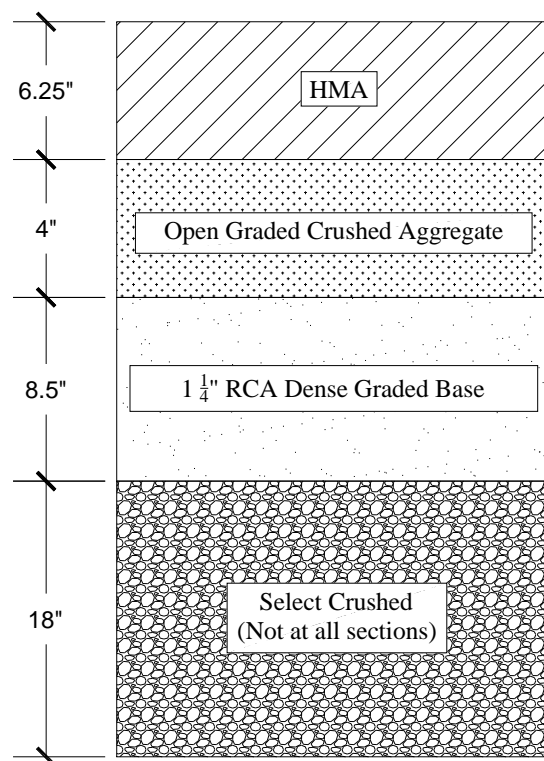 6.25"
HMA
4"
Open Graded Crushed Aggregate
8.5"
1 1/4" RCA Dense Graded Base
18"
Select Crushed
(Not at all sections)